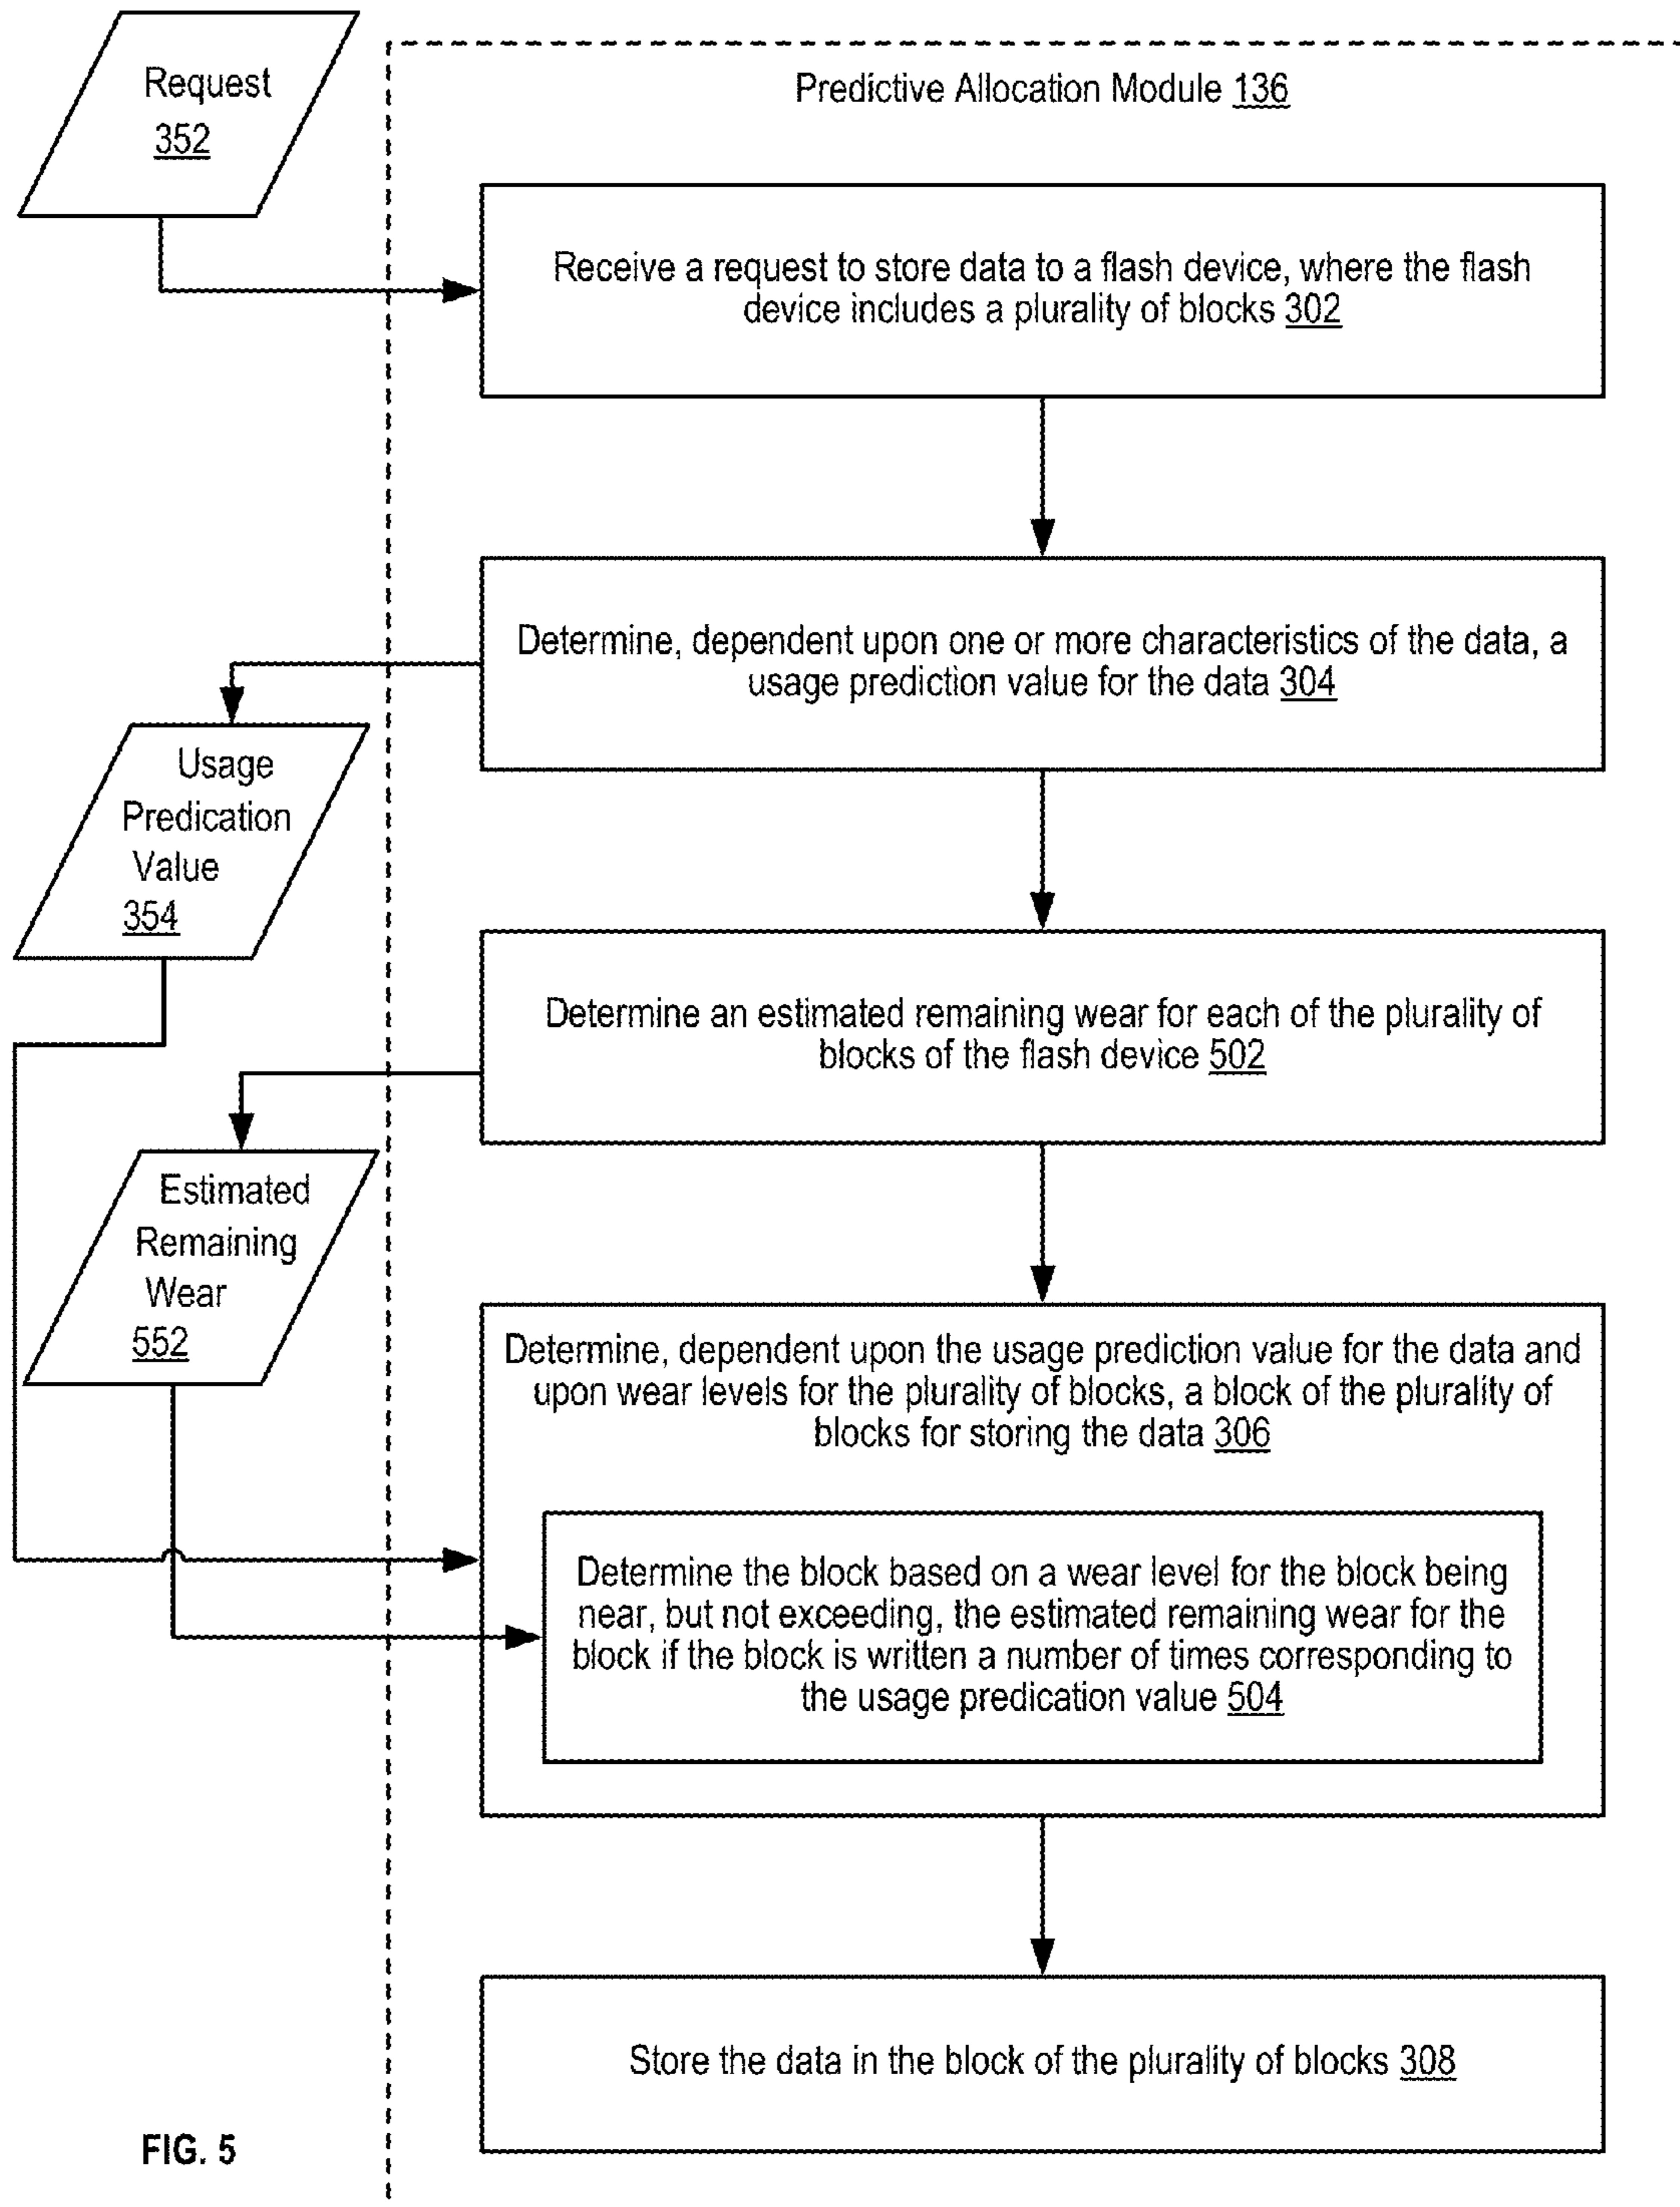 Request
352
Predictive Allocation Module 136
Receive a request to store data to a flash device, where the flash
device includes a plurality of blocks 302
Determine, dependent upon one or more characteristics of the data, a
usage prediction value for the data 304
Usage
Predication
Value
354
Determine an estimated remaining wear for each of the plurality of
blocks of the flash device 502
Estimated
Remaining
Wear
552
Determine, dependent upon the usage prediction value for the data and
upon wear levels for the plurality of blocks, a block of the plurality of
blocks for storing the data 306
Determine the block based on a wear level for the block being
near, but not exceeding, the estimated remaining wear for the
block if the block is written a number of times corresponding to
the usage predication value 504
Store the data in the block of the plurality of blocks 308
FIG. 5